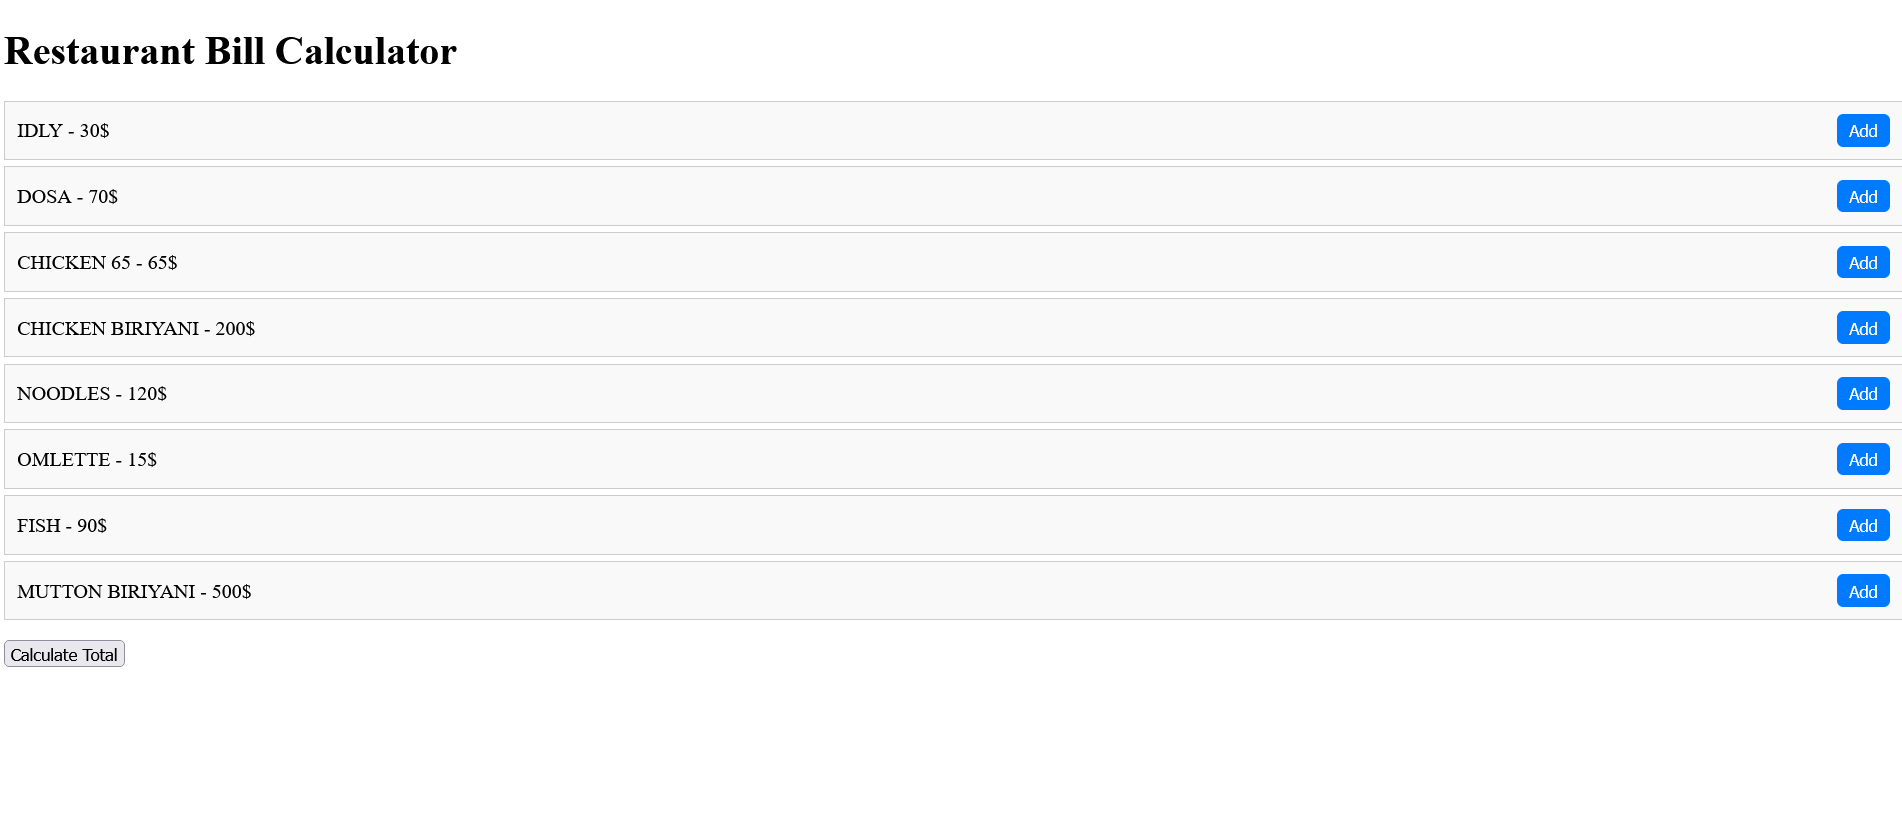 Restaurant Bill Calculator
IDLY - 30$ Add
DOSA - 70$ Add
CHICKEN 65 - 65$ Add
CHICKEN BIRIYANI - 200$ Add
NOODLES - 120$ Add
OMLETTE - 15$ Add
FISH - 90$ Add
MUTTON BIRIYANI - 500$ Add
Calculate Total